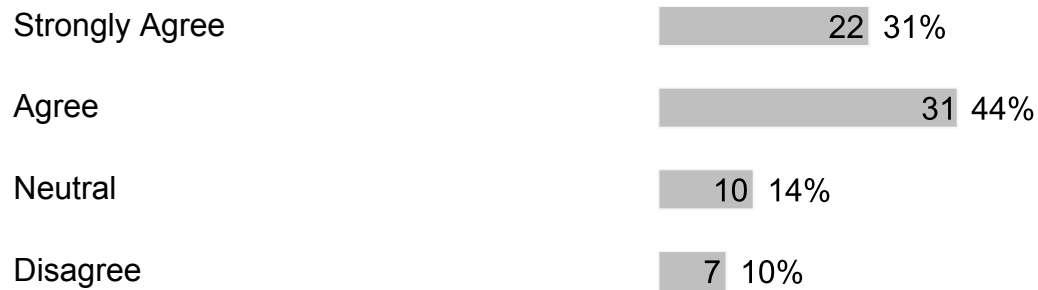 Strongly Agree 22 31%
Agree 31 44%
Neutral 10 14%
Disagree 7 10%